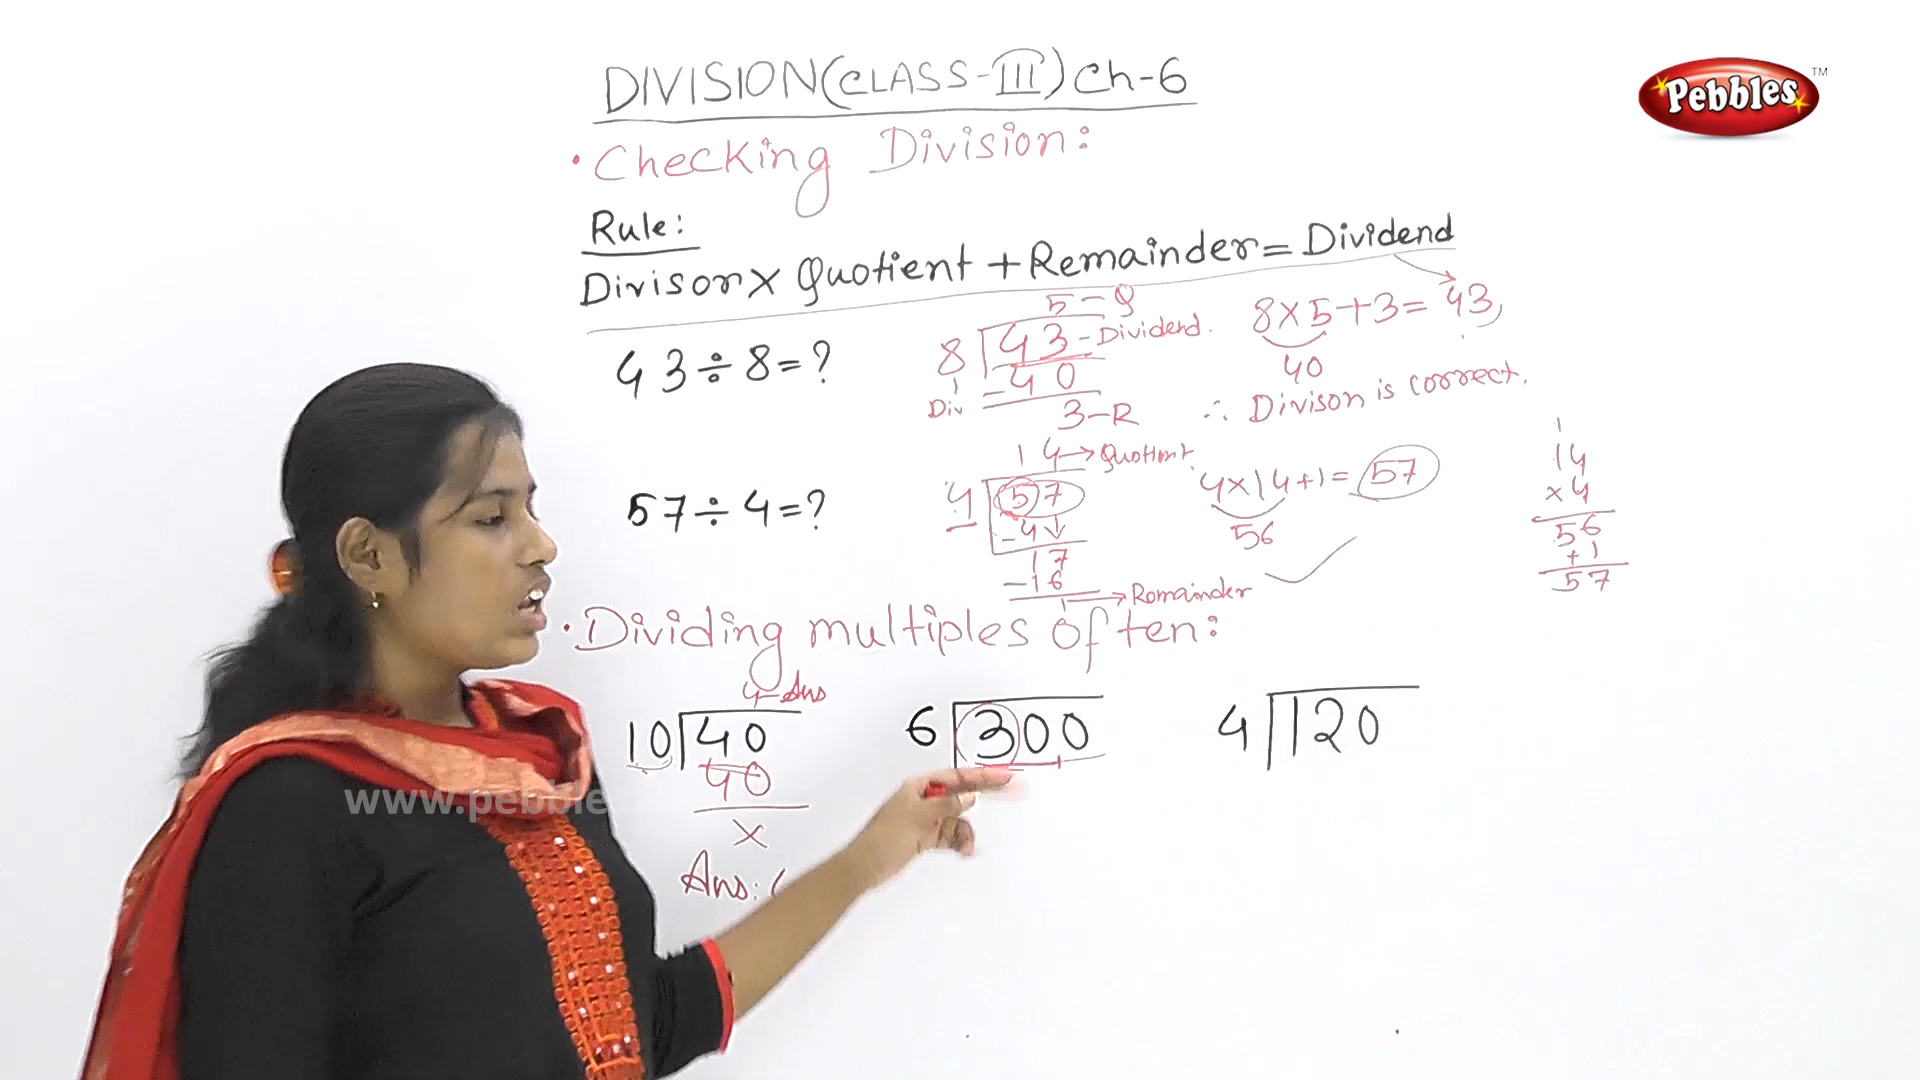 DIVISION(CLASS-III) Ch-6
Pebbles TM
• Checking Division:
Rule:
Divisor X Quotient + Remainder = Dividend
43 ÷ 8 = ?
5 - Q
8 43 - Dividend.
Div - 40
3 - R
8 X 5 + 3 = 43
40
∴ Divison is correct.
57 ÷ 4 = ?
14 → Quotient
4 57
- 4
17
- 16
1 → Remainder
4 x 14 + 1 = 57
56
1
14
x 4
56
+ 1
57
• Dividing multiples of ten:
4 - Ans
10 40
40
X
Ans:
6 300
4 120
www.pebble